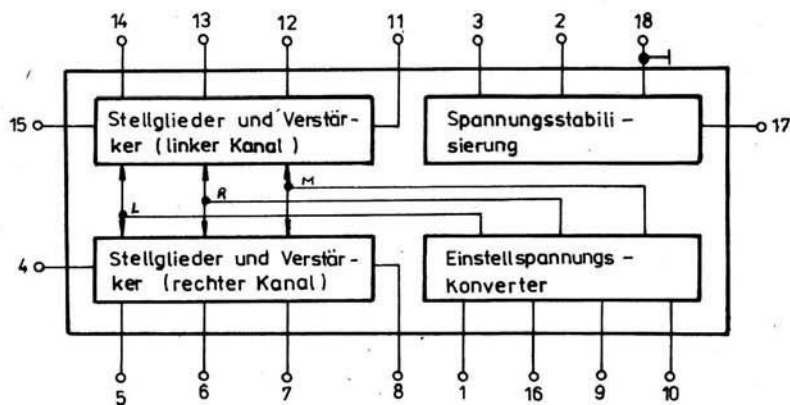 14 13 12 11 3 2 18
15
Stellglieder und Verstär-
ker (linker Kanal)
Spannungsstabili-
sierung
17
L R M
4
Stellglieder und Verstär-
ker (rechter Kanal)
Einstellspannungs-
konverter
5 6 7 8 1 16 9 10